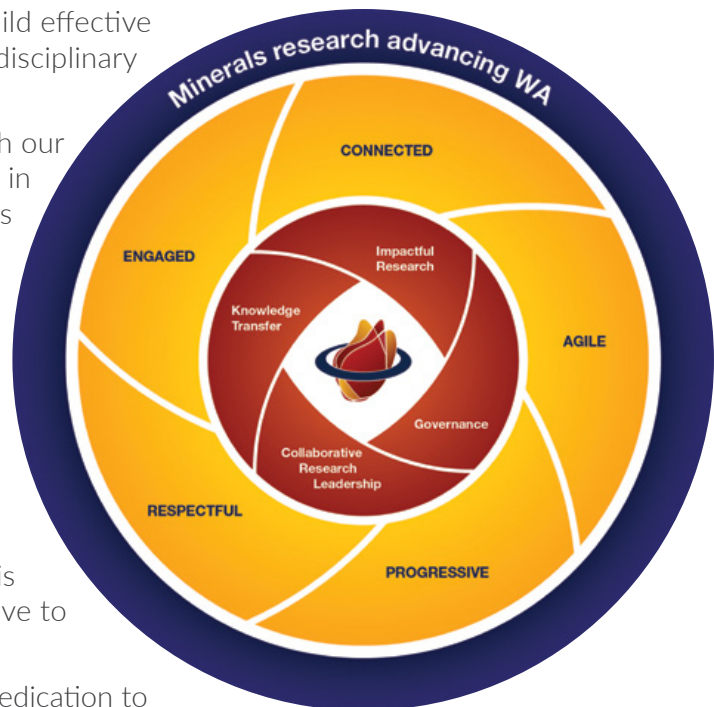 ild effective
disciplinary
h our
in
s
is
ve to
edication to
Minerals research advancing WA
CONNECTED
ENGAGED
AGILE
RESPECTFUL
PROGRESSIVE
Impactful
Research
Knowledge
Transfer
Governance
Collaborative
Research
Leadership